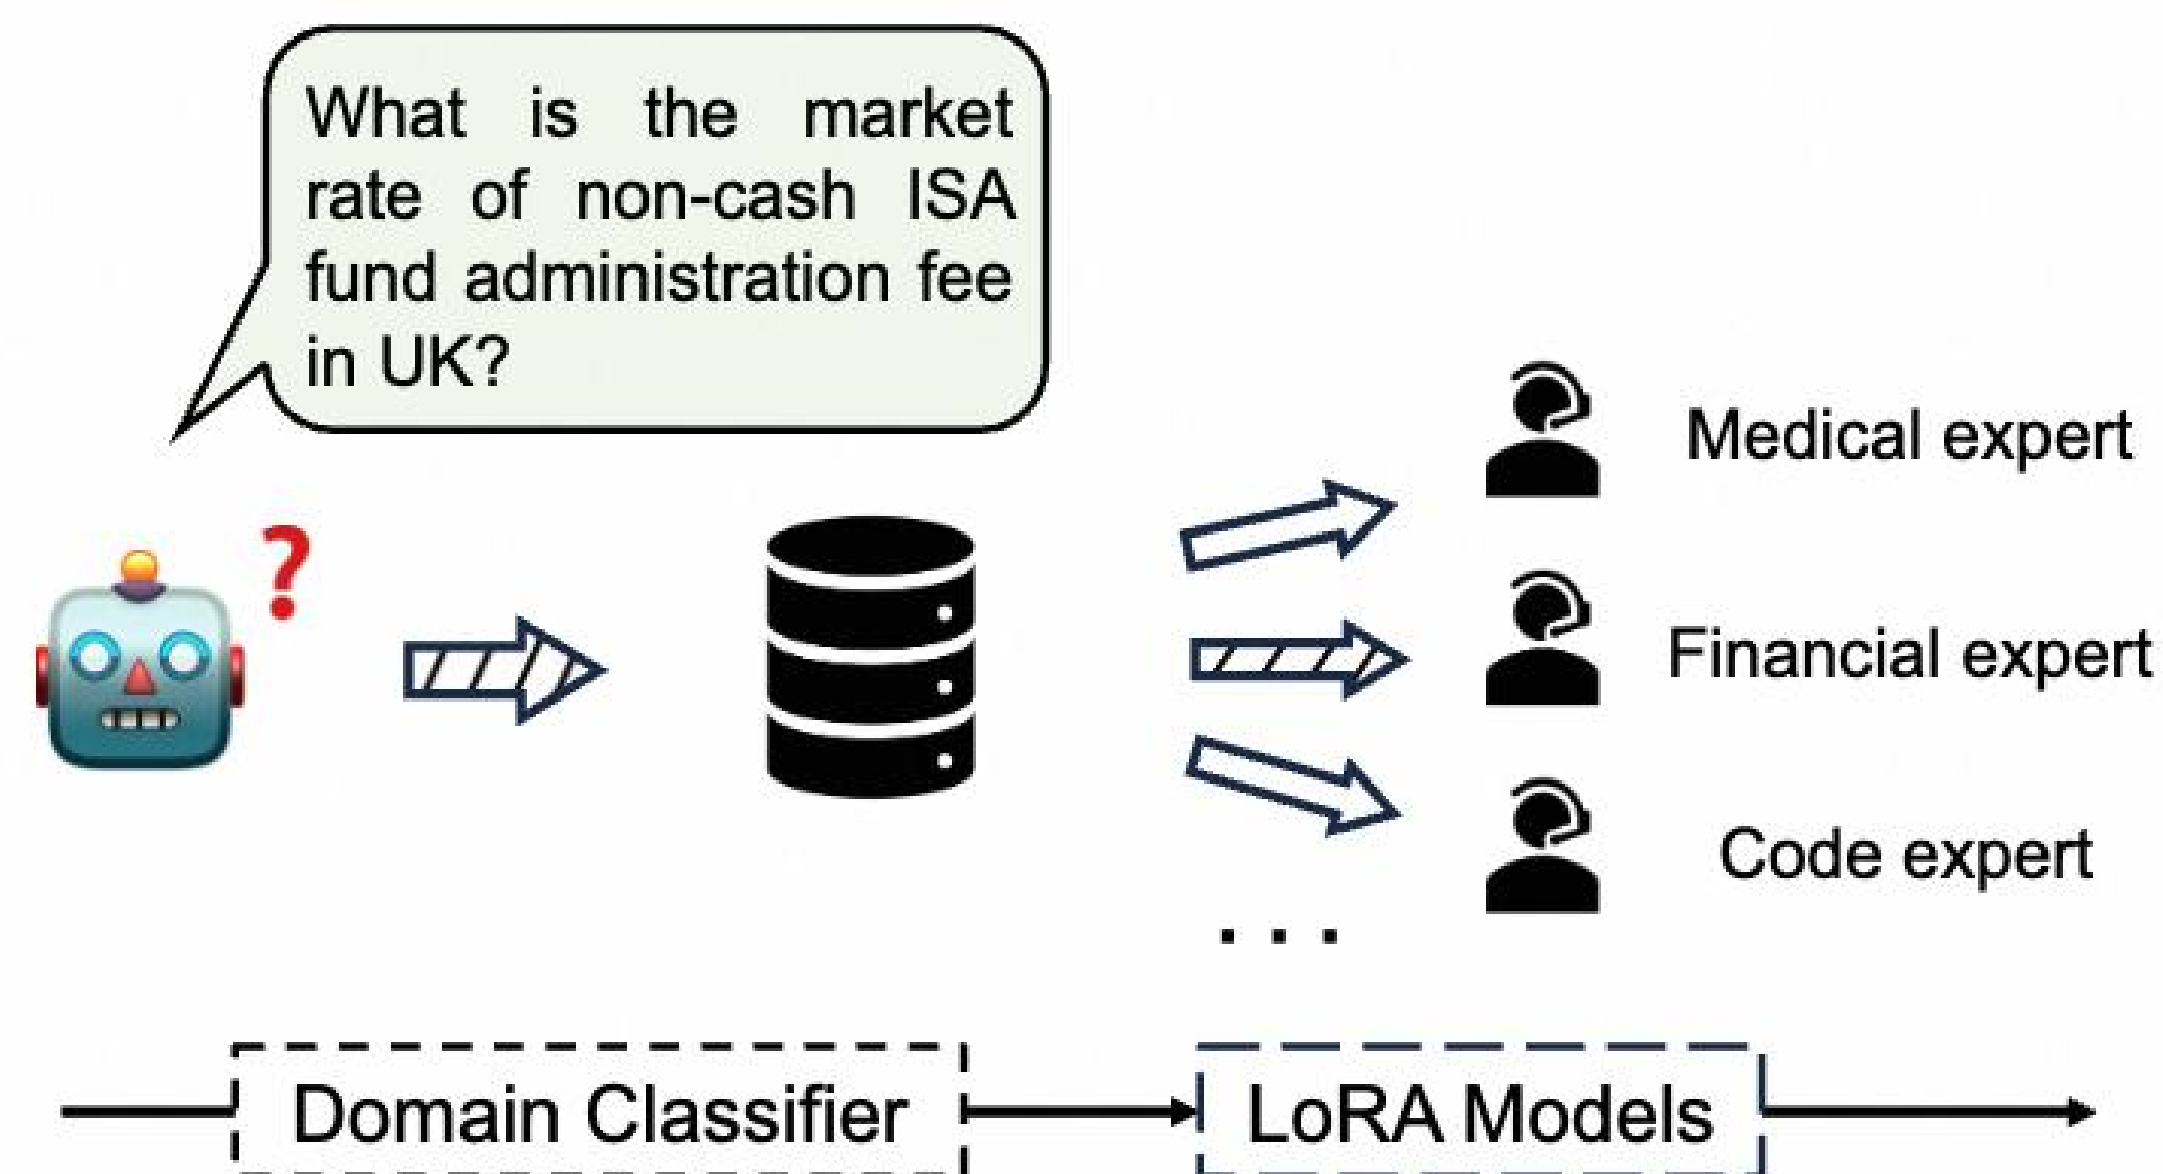 What is the market
rate of non-cash ISA
fund administration fee
in UK?
?
Medical expert
Financial expert
Code expert
...
Domain Classifier
LoRA Models